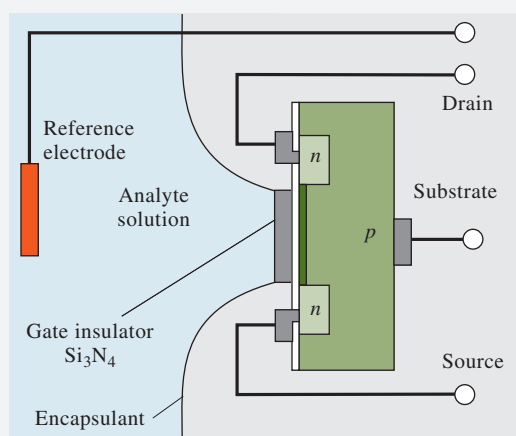 Drain
Reference
electrode
n
Analyte
solution
Substrate
p
n
Gate insulator
Si₃N₄
Source
Encapsulant